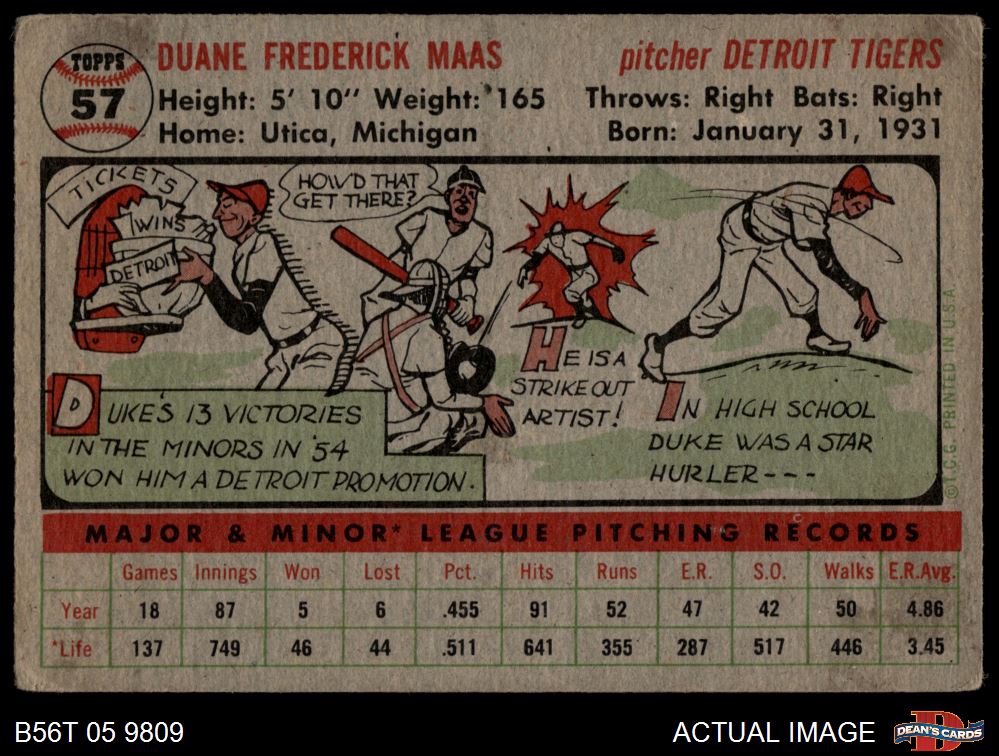 TOPPS
57
DUANE FREDERICK MAAS
pitcher DETROIT TIGERS
Height: 5' 10" Weight: 165
Throws: Right Bats: Right
Home: Utica, Michigan
Born: January 31, 1931
TICKETS
WINS
DETROIT
HOW'D THAT
GET THERE?
DUKE'S 13 VICTORIES
IN THE MINORS IN '54
WON HIM A DETROIT PROMOTION.
HE IS A
STRIKE OUT
ARTIST!
IN HIGH SCHOOL
DUKE WAS A STAR
HURLER - - -
©T.C.G. PRINTED IN U.S.A.
MAJOR & MINOR* LEAGUE PITCHING RECORDS
Games Innings Won Lost Pct. Hits Runs E.R. S.O. Walks E.R.Avg.
Year 18 87 5 6 .455 91 52 47 42 50 4.86
*Life 137 749 46 44 .511 641 355 287 517 446 3.45
B56T 05 9809
ACTUAL IMAGE
D
DEAN'S CARDS